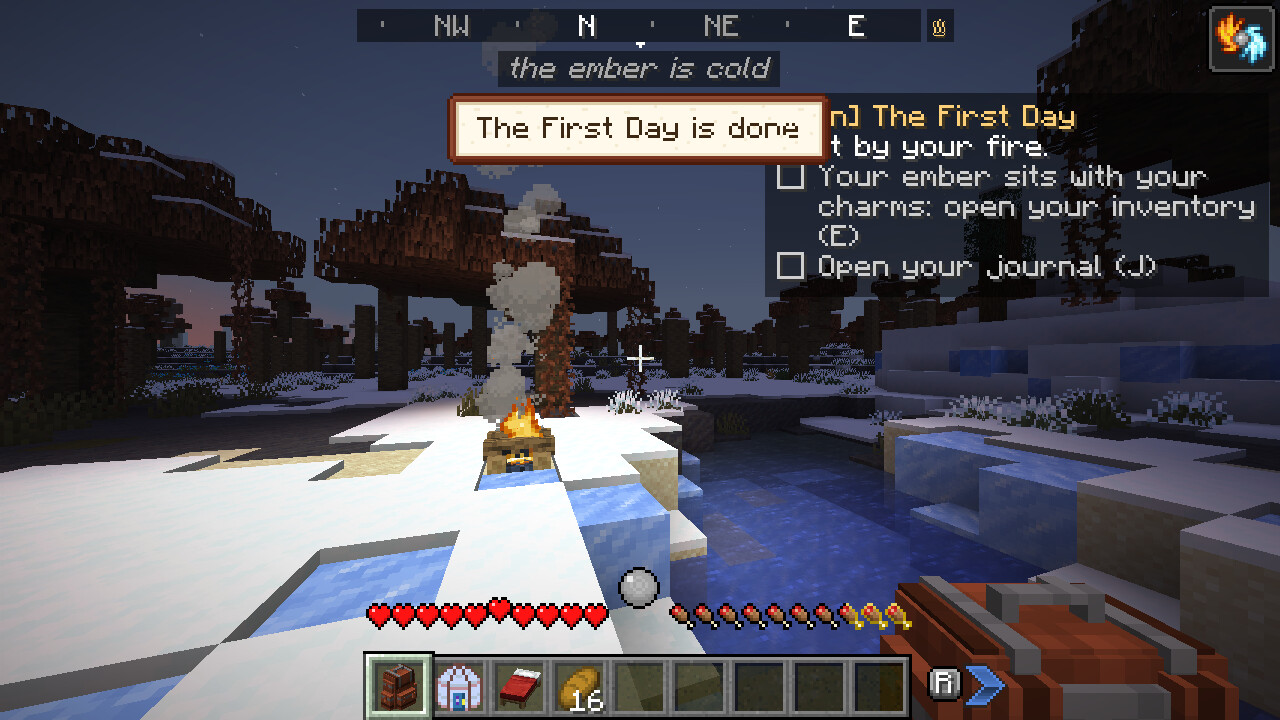 NW N NE E
the ember is cold
The First Day is done
n] The First Day
t by your fire.
Your ember sits with your
charms: open your inventory
(E)
Open your journal (J)
16
R